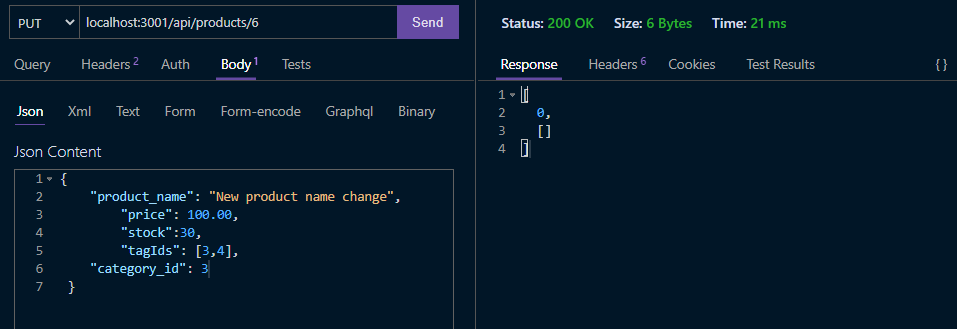 PUT localhost:3001/api/products/6 Send
Status: 200 OK Size: 6 Bytes Time: 21 ms
Query Headers 2 Auth Body 1 Tests
Response Headers 6 Cookies Test Results { }
Json Xml Text Form Form-encode Graphql Binary
Json Content
1 {
2 "product_name": "New product name change",
3 "price": 100.00,
4 "stock":30,
5 "tagIds": [3,4],
6 "category_id": 3
7 }
1 [
2 0,
3 []
4 ]